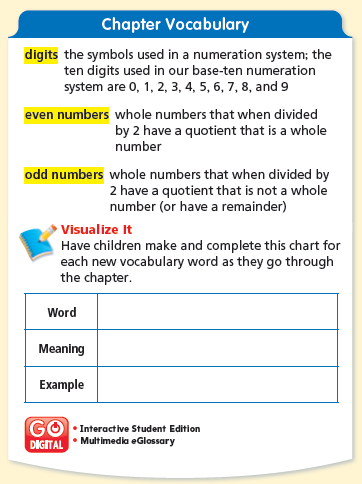 Chapter Vocabulary
digits the symbols used in a numeration system; the
ten digits used in our base-ten numeration
system are 0, 1, 2, 3, 4, 5, 6, 7, 8, and 9
even numbers whole numbers that when divided
by 2 have a quotient that is a whole
number
odd numbers whole numbers that when divided by
2 have a quotient that is not a whole
number (or have a remainder)
Visualize It
Have children make and complete this chart for
each new vocabulary word as they go through
the chapter.
Word
Meaning
Example
GO
DIGITAL
• Interactive Student Edition
• Multimedia eGlossary